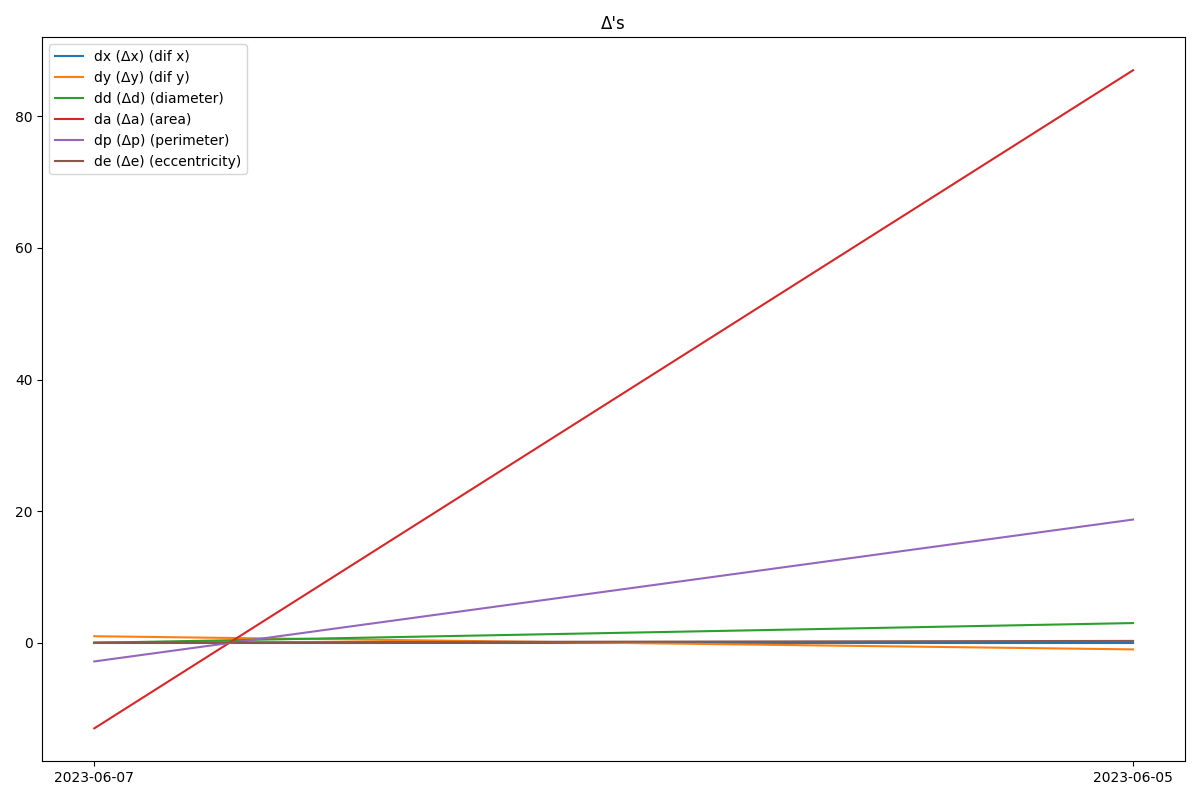 Δ's
dx (Δx) (dif x)
dy (Δy) (dif y)
dd (Δd) (diameter)
da (Δa) (area)
dp (Δp) (perimeter)
de (Δe) (eccentricity)
80
60
40
20
0
2023-06-07
2023-06-05